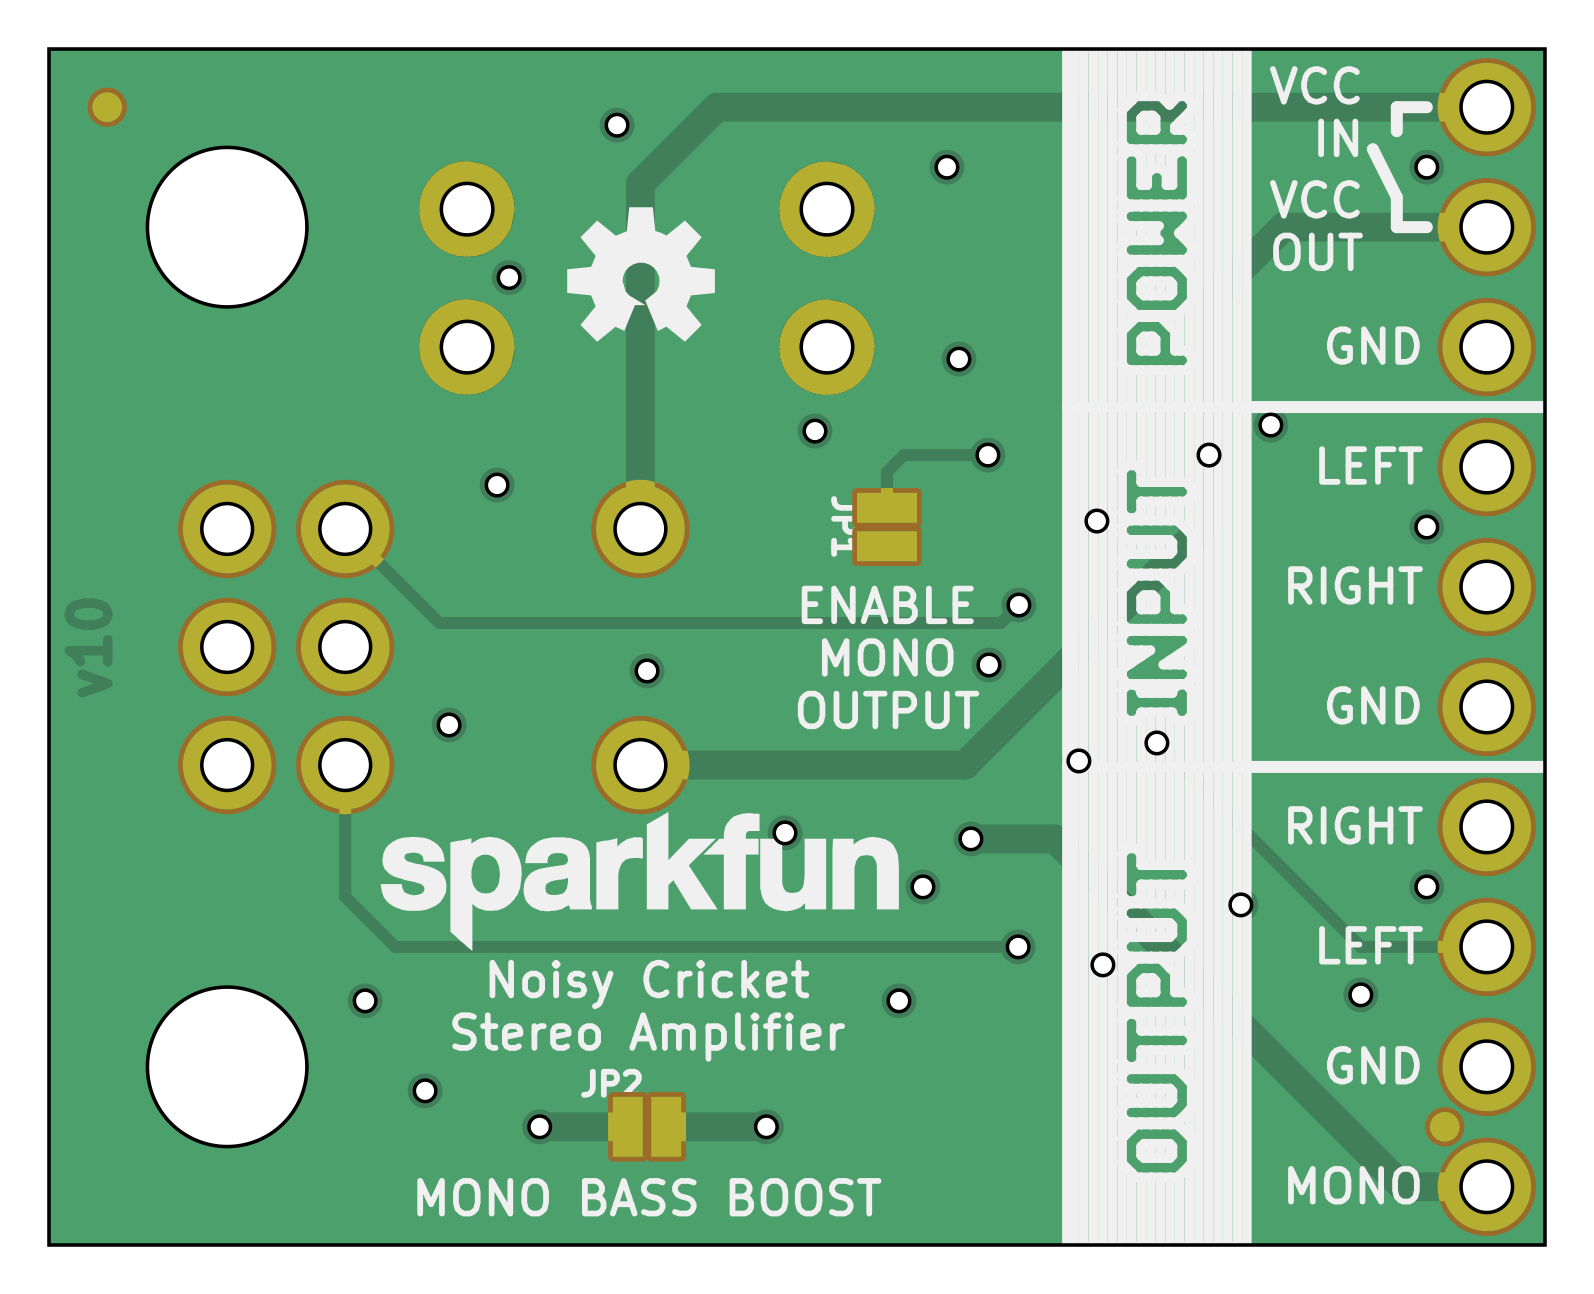 VCC
IN
VCC
OUT
GND
POWER
LEFT
RIGHT
GND
INPUT
JP1
ENABLE
MONO
OUTPUT
v10
RIGHT
LEFT
GND
MONO
OUTPUT
sparkfun
Noisy Cricket
Stereo Amplifier
JP2
MONO BASS BOOST